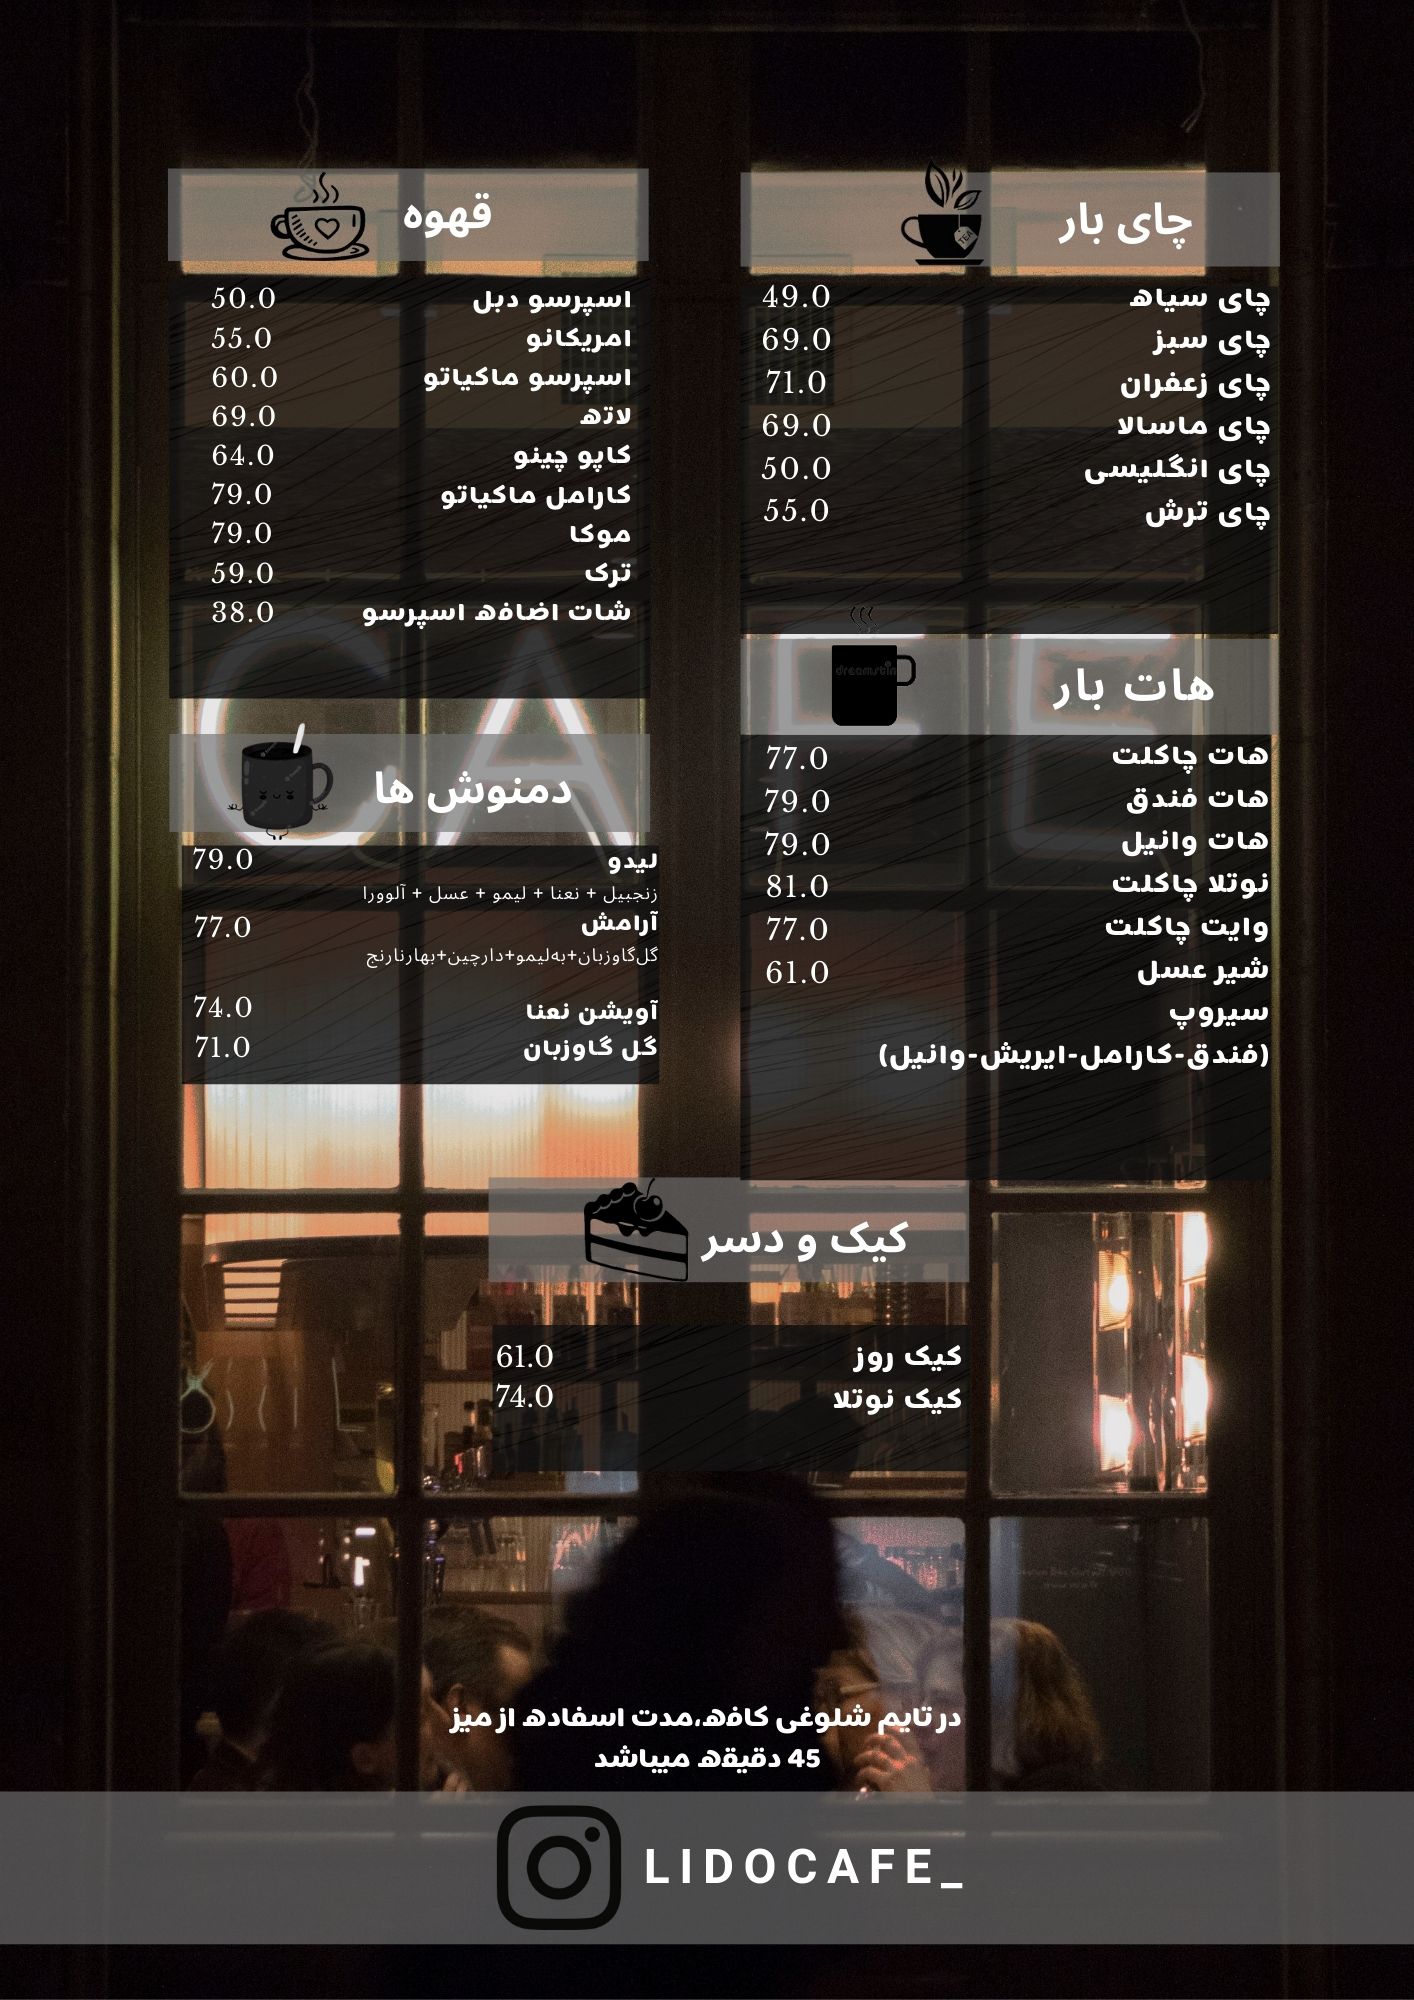 چای بار
چای سیاه 49.0
چای سبز 69.0
چای زعفران 71.0
چای ماسالا 69.0
چای انگلیسی 50.0
چای ترش 55.0
قهوه
اسپرسو دبل 50.0
امریکانو 55.0
اسپرسو ماکیاتو 60.0
لاته 69.0
کاپو چینو 64.0
کارامل ماکیاتو 79.0
موکا 79.0
ترک 59.0
شات اضافه اسپرسو 38.0
هات بار
هات چاکلت 77.0
هات فندق 79.0
هات وانیل 79.0
نوتلا چاکلت 81.0
وایت چاکلت 77.0
شیر عسل 61.0
سیروپ
(فندق-کارامل-ایریش-وانیل)
دمنوش ها
لیدو 79.0
زنجبیل + نعنا + لیمو + عسل + آلوورا
آرامش 77.0
گل‌گاوزبان+به‌لیمو+دارچین+بهارنارنج
آویشن نعنا 74.0
گل گاوزبان 71.0
کیک و دسر
کیک روز 61.0
کیک نوتلا 74.0
در تایم شلوغی کافه،مدت اسفاده از میز
45 دقیقه میباشد
LIDOCAFE_
TEA
CAFE